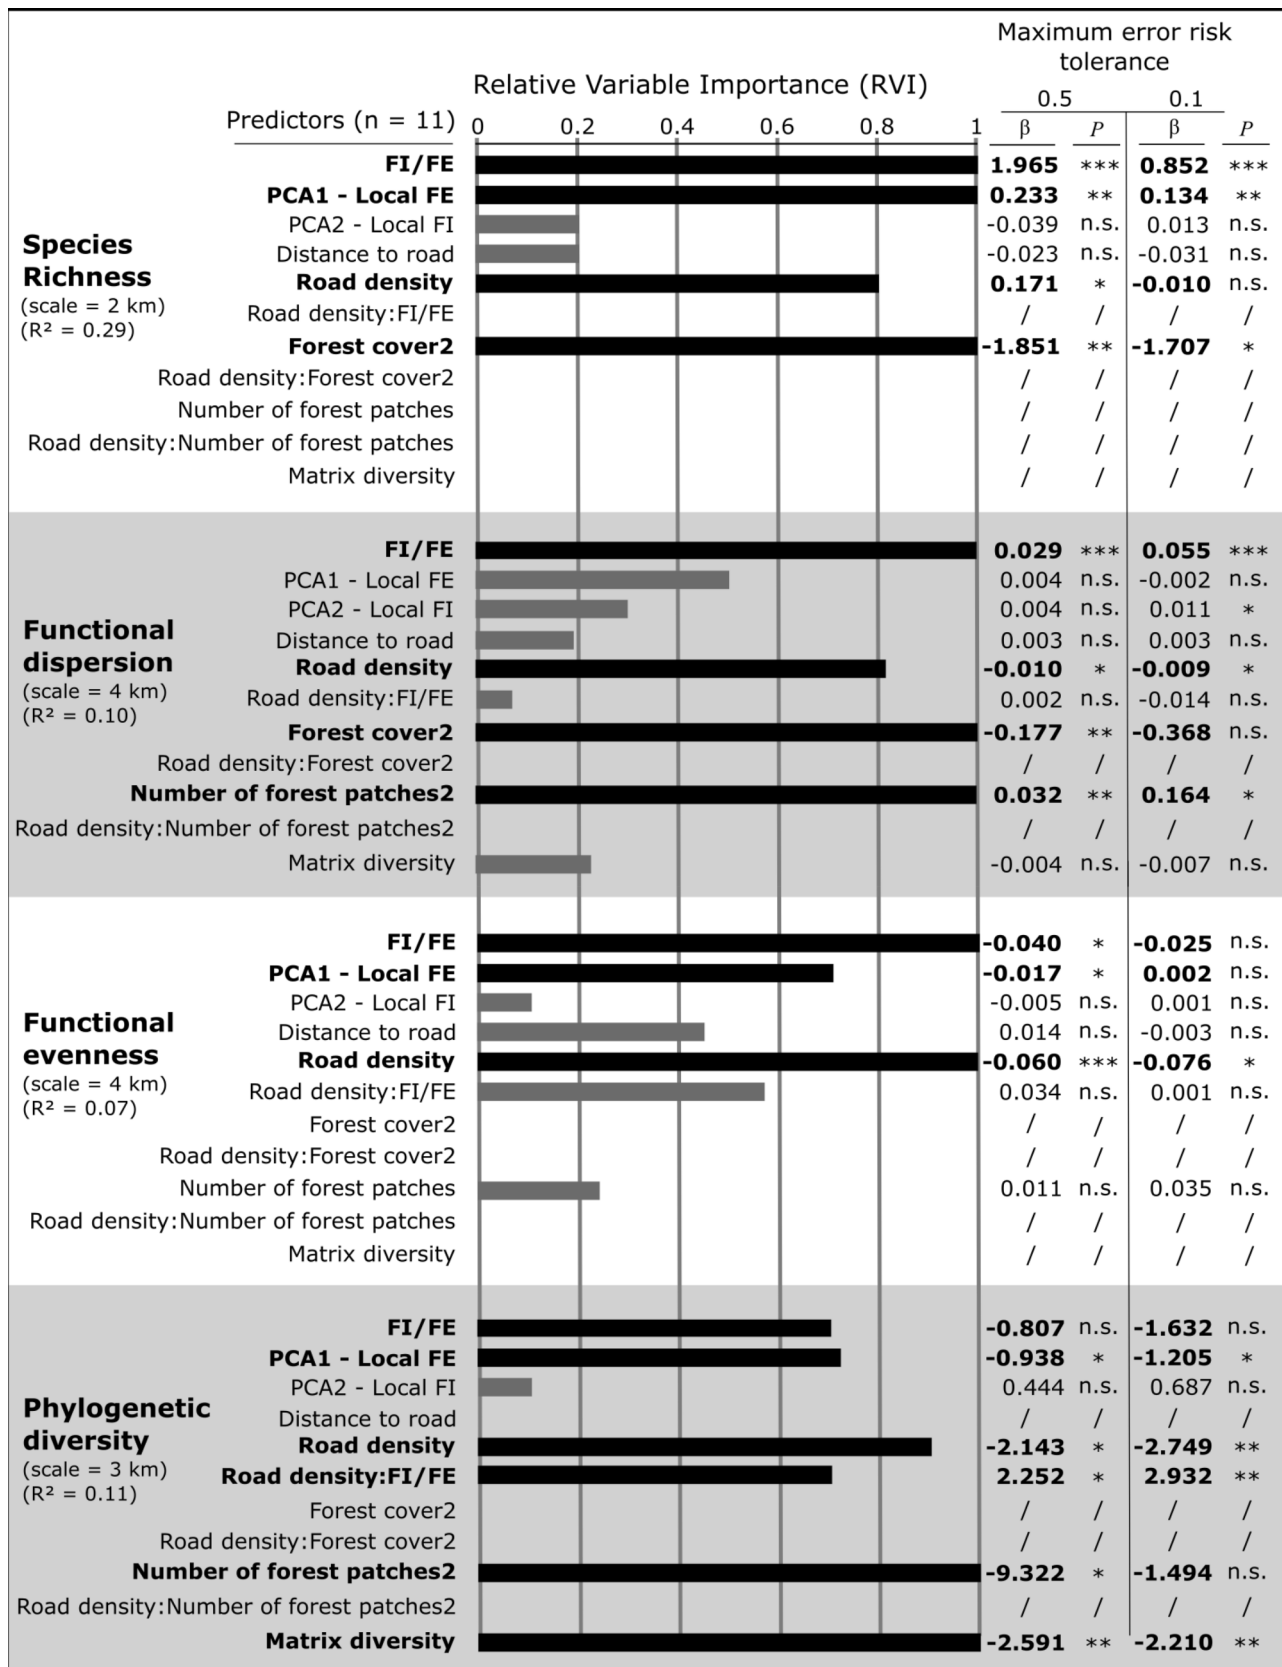 Maximum error risk
tolerance
Relative Variable Importance (RVI)
0.5 0.1
Predictors (n = 11) 0 0.2 0.4 0.6 0.8 1 β P β P
FI/FE 1.965 *** 0.852 ***
PCA1 - Local FE 0.233 ** 0.134 **
PCA2 - Local FI -0.039 n.s. 0.013 n.s.
Species
Richness
(scale = 2 km)
(R² = 0.29)
Distance to road -0.023 n.s. -0.031 n.s.
Road density 0.171 * -0.010 n.s.
Road density:FI/FE / / / /
Forest cover2 -1.851 ** -1.707 *
Road density:Forest cover2 / / / /
Number of forest patches / / / /
Road density:Number of forest patches / / / /
Matrix diversity / / / /
FI/FE 0.029 *** 0.055 ***
PCA1 - Local FE 0.004 n.s. -0.002 n.s.
PCA2 - Local FI 0.004 n.s. 0.011 *
Functional
dispersion
(scale = 4 km)
(R² = 0.10)
Distance to road 0.003 n.s. 0.003 n.s.
Road density -0.010 * -0.009 *
Road density:FI/FE 0.002 n.s. -0.014 n.s.
Forest cover2 -0.177 ** -0.368 n.s.
Road density:Forest cover2 / / / /
Number of forest patches2 0.032 ** 0.164 *
Road density:Number of forest patches2 / / / /
Matrix diversity -0.004 n.s. -0.007 n.s.
FI/FE -0.040 * -0.025 n.s.
PCA1 - Local FE -0.017 * 0.002 n.s.
PCA2 - Local FI -0.005 n.s. 0.001 n.s.
Functional
evenness
(scale = 4 km)
(R² = 0.07)
Distance to road 0.014 n.s. -0.003 n.s.
Road density -0.060 *** -0.076 *
Road density:FI/FE 0.034 n.s. 0.001 n.s.
Forest cover2 / / / /
Road density:Forest cover2 / / / /
Number of forest patches 0.011 n.s. 0.035 n.s.
Road density:Number of forest patches / / / /
Matrix diversity / / / /
FI/FE -0.807 n.s. -1.632 n.s.
PCA1 - Local FE -0.938 * -1.205 *
PCA2 - Local FI 0.444 n.s. 0.687 n.s.
Phylogenetic
diversity
(scale = 3 km)
(R² = 0.11)
Distance to road / / / /
Road density -2.143 * -2.749 **
Road density:FI/FE 2.252 * 2.932 **
Forest cover2 / / / /
Road density:Forest cover2 / / / /
Number of forest patches2 -9.322 * -1.494 n.s.
Road density:Number of forest patches2 / / / /
Matrix diversity -2.591 ** -2.210 **